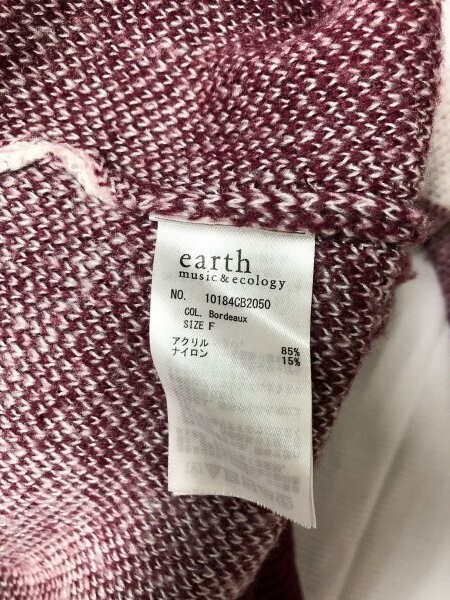 earth
music&ecology
NO. 10184CB2050
COL. Bordeaux
SIZE F
アクリル 85%
ナイロン 15%